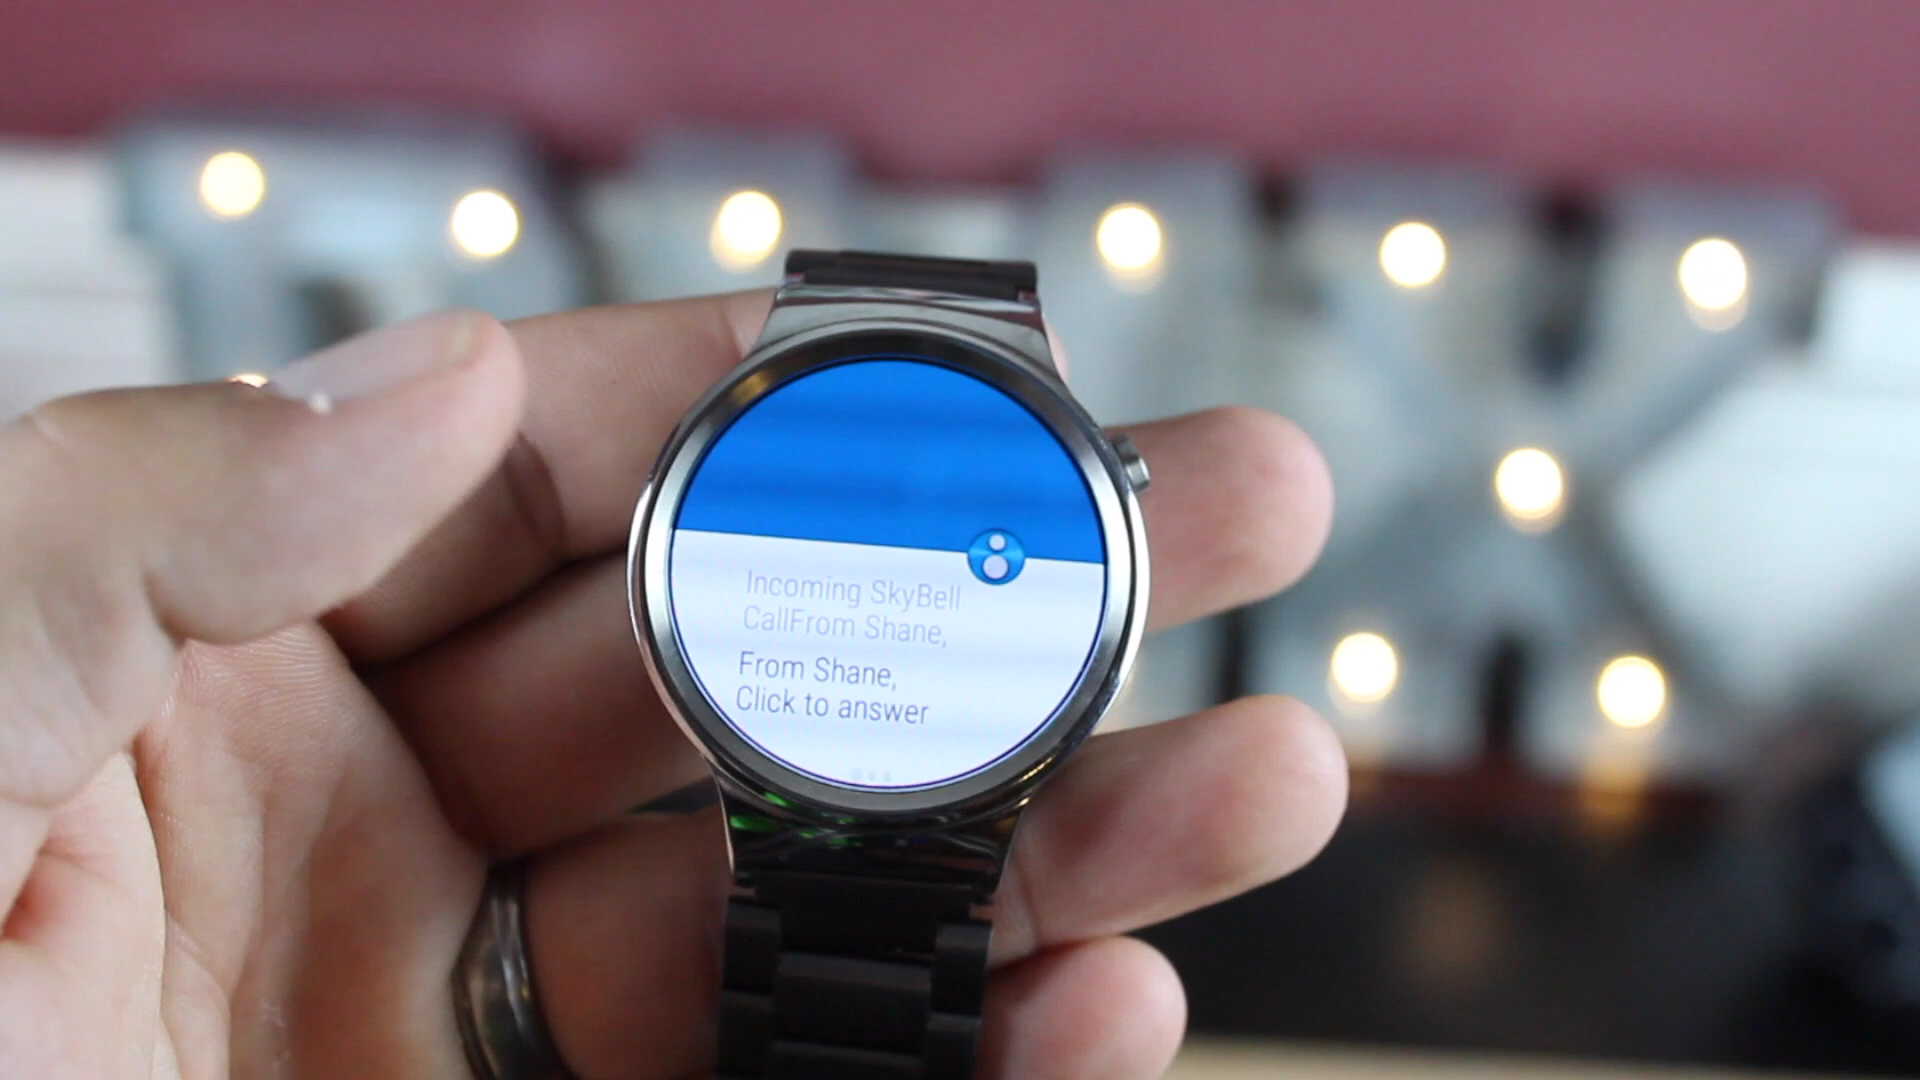 Incoming SkyBell
CallFrom Shane,
From Shane,
Click to answer